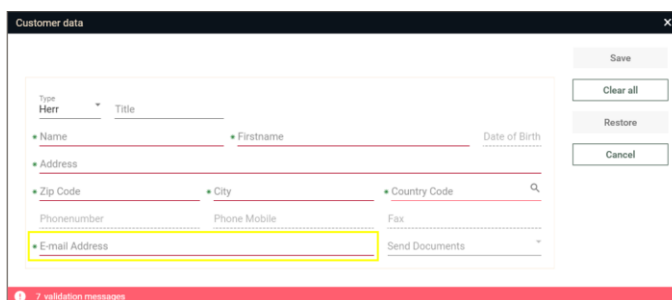 Customer data
Save
Clear all
Restore
Cancel
Type
Herr
Title
Name
Firstname
Date of Birth
Address
Zip Code
City
Country Code
Phonenumber
Phone Mobile
Fax
E-mail Address
Send Documents
7 validation messages